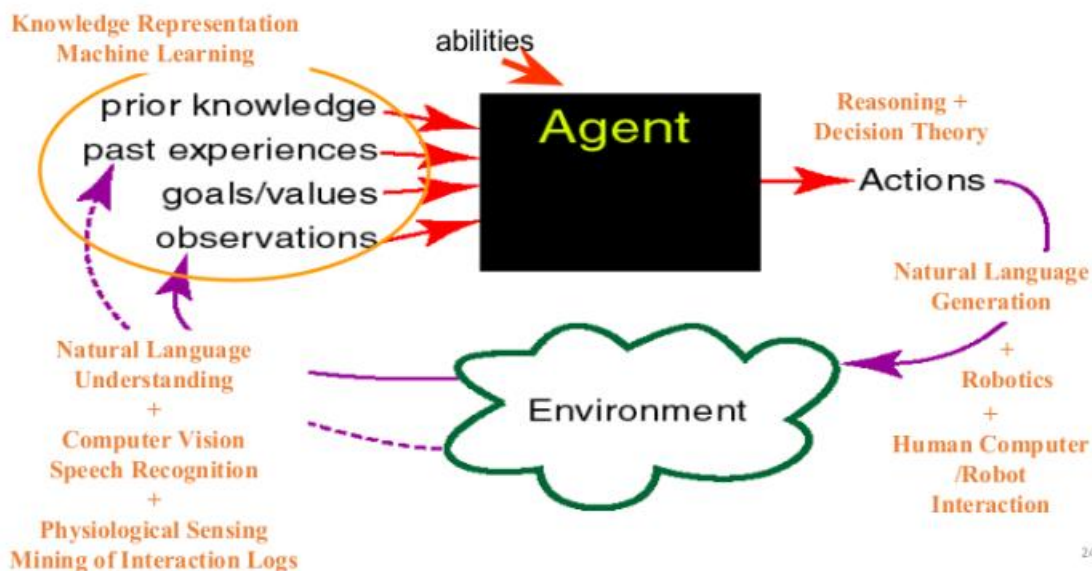 Knowledge Representation
Machine Learning
abilities
prior knowledge
past experiences
goals/values
observations
Agent
Reasoning +
Decision Theory
Actions
Natural Language
Generation
+
Robotics
+
Human Computer
/Robot
Interaction
Environment
Natural Language
Understanding
+
Computer Vision
Speech Recognition
+
Physiological Sensing
Mining of Interaction Logs
24